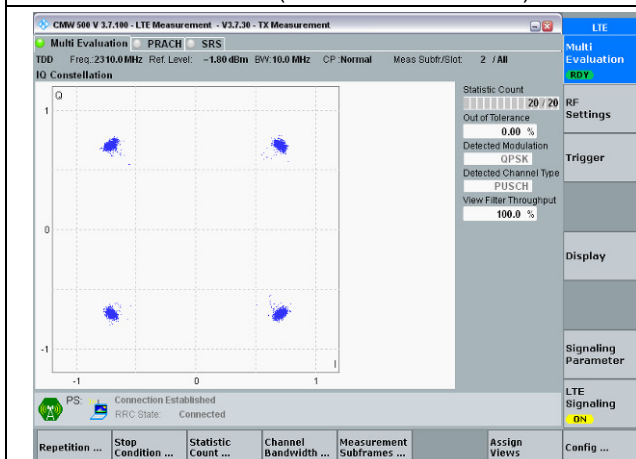 CMW 500 V 3.7.100 - LTE Measurement - V3.7.30 - TX Measurement
LTE
Multi Evaluation PRACH SRS
Multi Evaluation
RDY
TDD Freq.:2310.0 MHz Ref. Level: -1.80 dBm BW:10.0 MHz CP :Normal Meas Subfr./Slot: 2 / All
IQ Constellation
Q
1
0
-1
I
-1 0 1
Statistic Count
20 / 20
Out of Tolerance
0.00 %
Detected Modulation
QPSK
Detected Channel Type
PUSCH
View Filter Throughput
100.0 %
RF Settings
Trigger
Display
Signaling Parameter
LTE Signaling
ON
PS: Connection Established
RRC State: Connected
Repetition ...
Stop Condition ...
Statistic Count ...
Channel Bandwidth ...
Measurement Subframes ...
Assign Views
Config ...